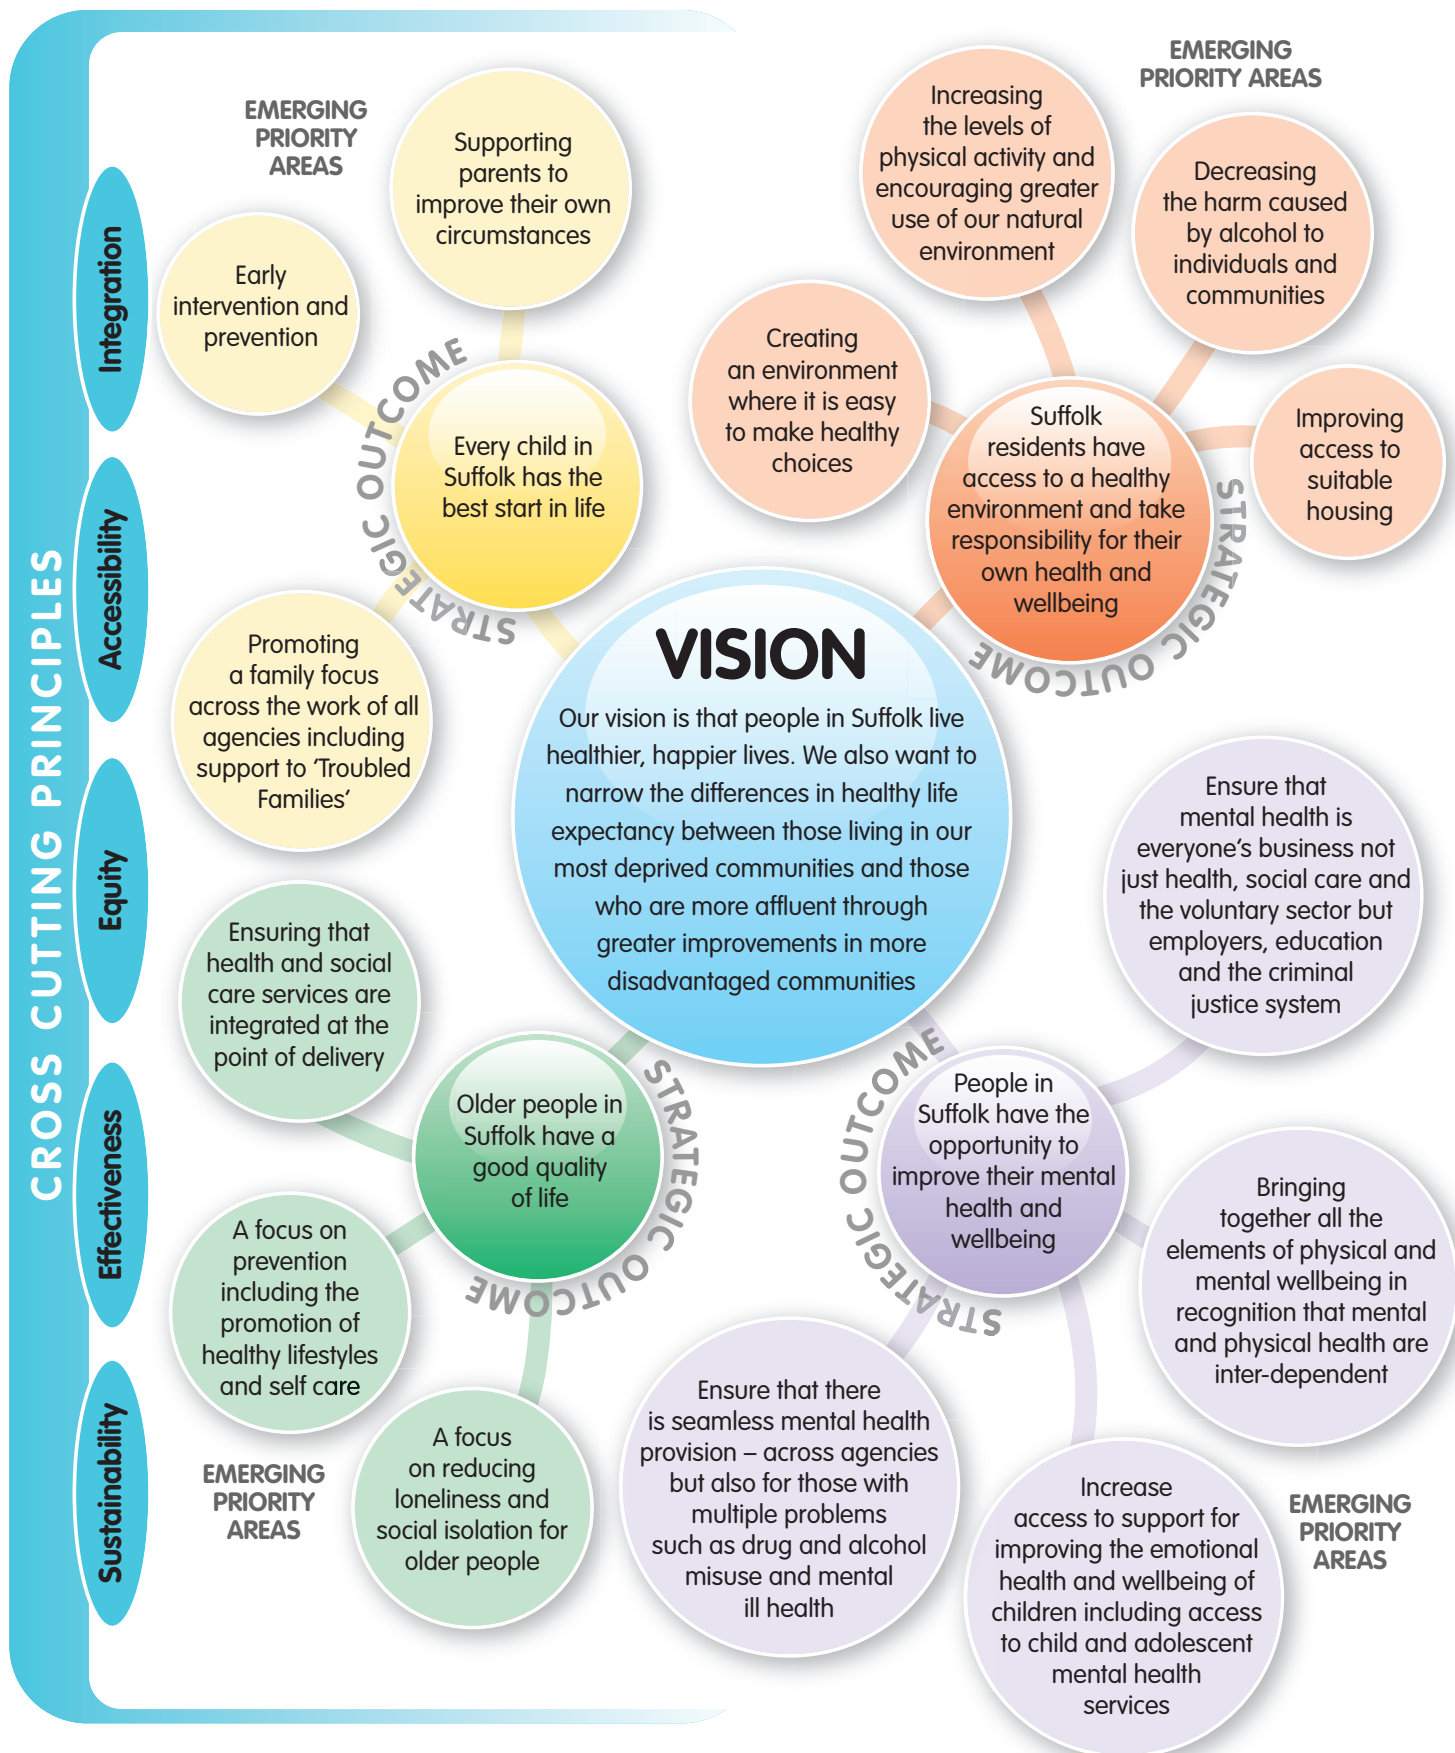 CROSS CUTTING PRINCIPLES
Integration
Accessibility
Equity
Effectiveness
Sustainability
EMERGING
PRIORITY
AREAS
Supporting
parents to
improve their own
circumstances
Early
intervention and
prevention
STRATEGIC OUTCOME
Every child in
Suffolk has the
best start in life
Promoting
a family focus
across the work of all
agencies including
support to ‘Troubled
Families’
EMERGING
PRIORITY AREAS
Increasing
the levels of
physical activity and
encouraging greater
use of our natural
environment
Decreasing
the harm caused
by alcohol to
individuals and
communities
Creating
an environment
where it is easy
to make healthy
choices
Improving
access to
suitable
housing
Suffolk
residents have
access to a healthy
environment and take
responsibility for their
own health and
wellbeing
STRATEGIC OUTCOME
VISION
Our vision is that people in Suffolk live
healthier, happier lives. We also want to
narrow the differences in healthy life
expectancy between those living in our
most deprived communities and those
who are more affluent through
greater improvements in more
disadvantaged communities
Ensuring that
health and social
care services are
integrated at the
point of delivery
Older people in
Suffolk have a
good quality
of life
STRATEGIC OUTCOME
A focus on
prevention
including the
promotion of
healthy lifestyles
and self care
A focus
on reducing
loneliness and
social isolation for
older people
EMERGING
PRIORITY
AREAS
Ensure that
mental health is
everyone’s business not
just health, social care and
the voluntary sector but
employers, education
and the criminal
justice system
STRATEGIC OUTCOME
People in
Suffolk have the
opportunity to
improve their mental
health and
wellbeing
Bringing
together all the
elements of physical and
mental wellbeing in
recognition that mental
and physical health are
inter-dependent
Ensure that there
is seamless mental health
provision – across agencies
but also for those with
multiple problems
such as drug and alcohol
misuse and mental
ill health
Increase
access to support for
improving the emotional
health and wellbeing of
children including access
to child and adolescent
mental health
services
EMERGING
PRIORITY
AREAS